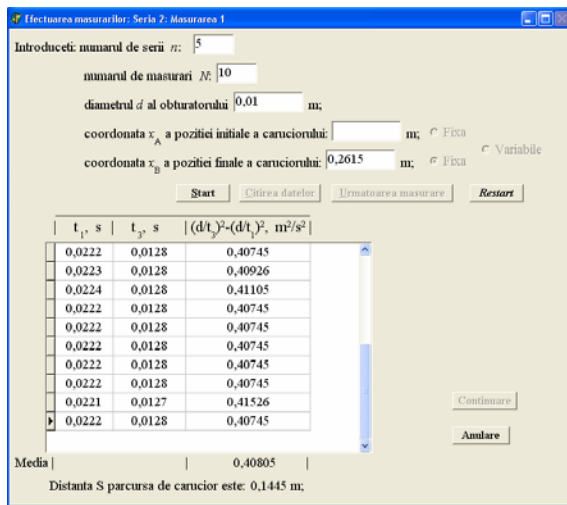 Efectuarea masurarilor: Seria 2: Masurarea 1
Introduceti: numarul de serii n: 5
numarul de masurari N: 10
diametrul d al obturatorului 0,01 m;
coordonata x_A a pozitiei initiale a caruciorului: m; Fixa
Variabile
coordonata x_B a pozitiei finale a caruciorului: 0,2615 m; Fixa
Start Citirea datelor Urmatoarea masurare Restart
| t₁, s | t₃, s | (d/t₃)²-(d/t₁)², m²/s² |
0,0222 0,0128 0,40745
0,0223 0,0128 0,40926
0,0224 0,0128 0,41105
0,0222 0,0128 0,40745
0,0222 0,0128 0,40745
0,0222 0,0128 0,40745
0,0222 0,0128 0,40745
0,0222 0,0128 0,40745
0,0221 0,0127 0,41526
0,0222 0,0128 0,40745
Continuare
Anulare
Media | | 0,40805 |
Distanta S parcursa de carucior este: 0,1445 m;